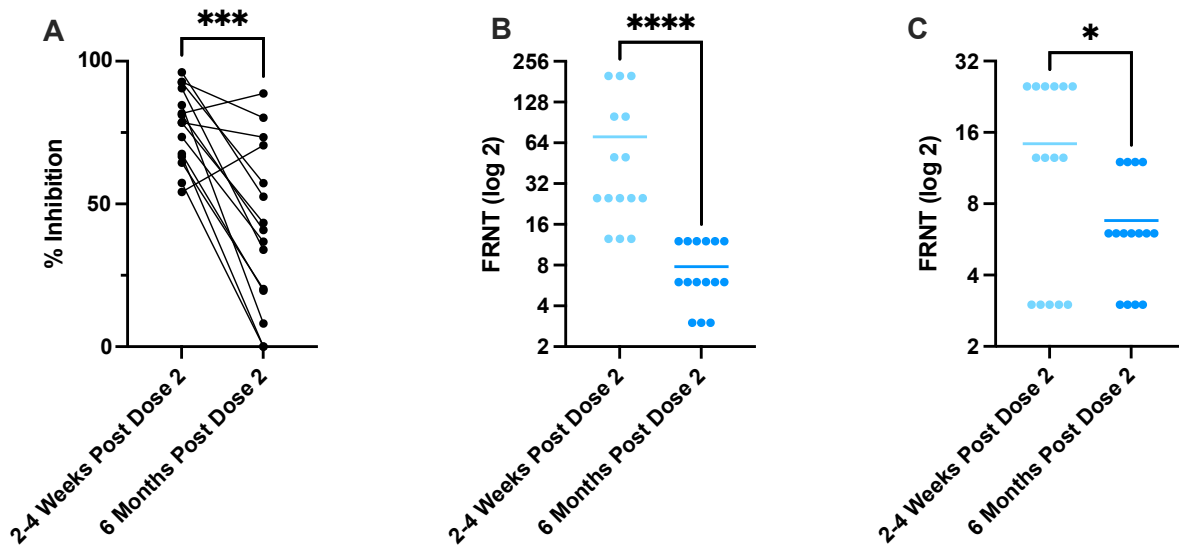 A
***
% Inhibition
100
50
0
2-4 Weeks Post Dose 2
6 Months Post Dose 2
B
****
FRNT (log 2)
256
128
64
32
16
8
4
2
2-4 Weeks Post Dose 2
6 Months Post Dose 2
C
*
FRNT (log 2)
32
16
8
4
2
2-4 Weeks Post Dose 2
6 Months Post Dose 2